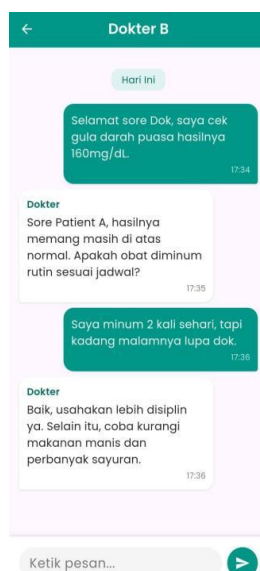 Dokter B
Hari Ini
Selamat sore Dok, saya cek
gula darah puasa hasilnya
160mg/dL.
17:34
Dokter
Sore Patient A, hasilnya
memang masih di atas
normal. Apakah obat diminum
rutin sesuai jadwal?
17:35
Saya minum 2 kali sehari, tapi
kadang malamnya lupa dok.
17:36
Dokter
Baik, usahakan lebih disiplin
ya. Selain itu, coba kurangi
makanan manis dan
perbanyak sayuran.
17:36
Ketik pesan...